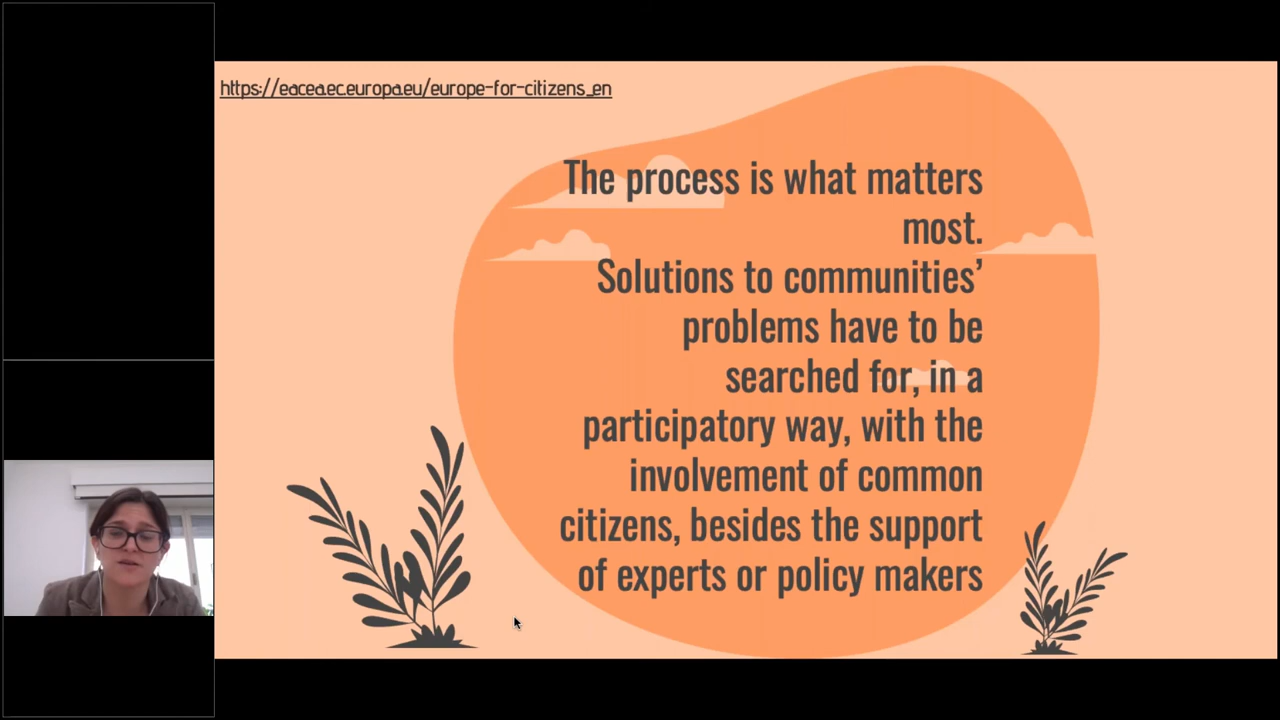 https://eacea.ec.europa.eu/europe-for-citizens_en
The process is what matters
most.
Solutions to communities’
problems have to be
searched for, in a
participatory way, with the
involvement of common
citizens, besides the support
of experts or policy makers